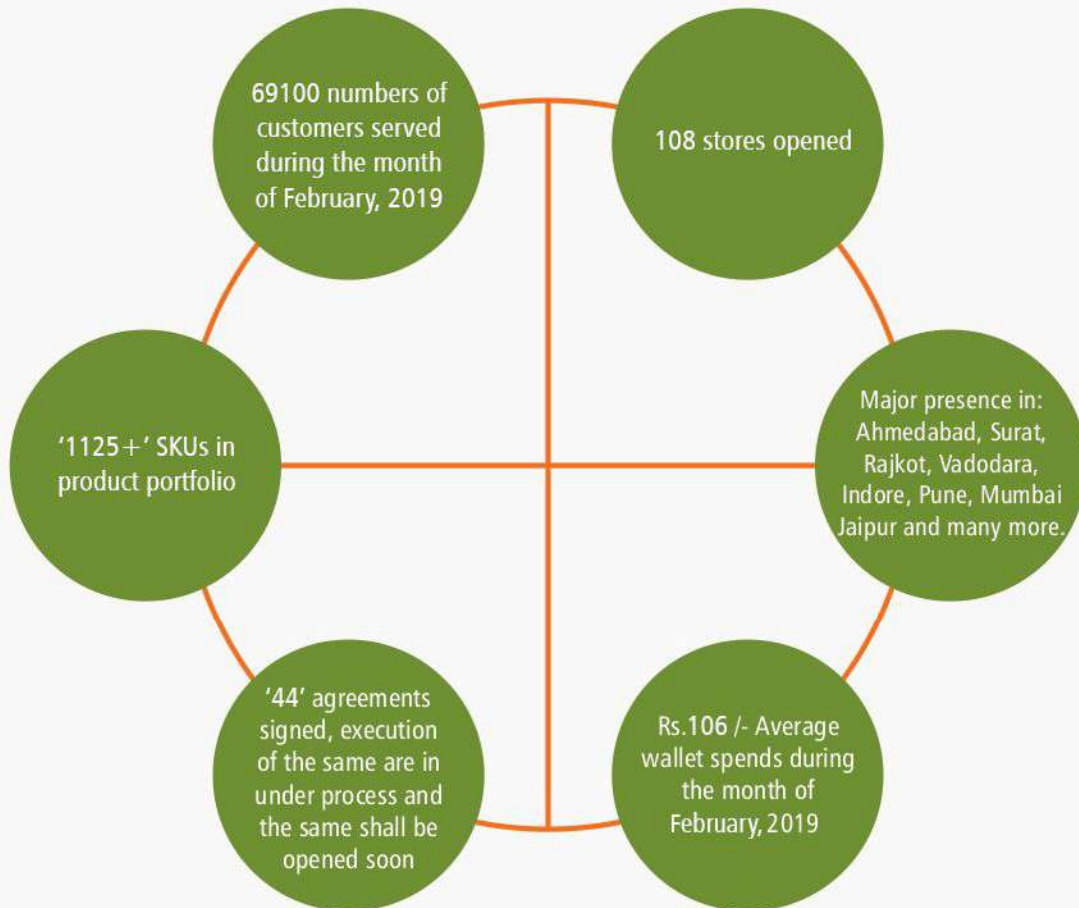 69100 numbers of
customers served
during the month
of February, 2019
108 stores opened
‘1125+’ SKUs in
product portfolio
Major presence in:
Ahmedabad, Surat,
Rajkot, Vadodara,
Indore, Pune, Mumbai
Jaipur and many more.
‘44’ agreements
signed, execution
of the same are in
under process and
the same shall be
opened soon
Rs.106 /- Average
wallet spends during
the month of
February, 2019